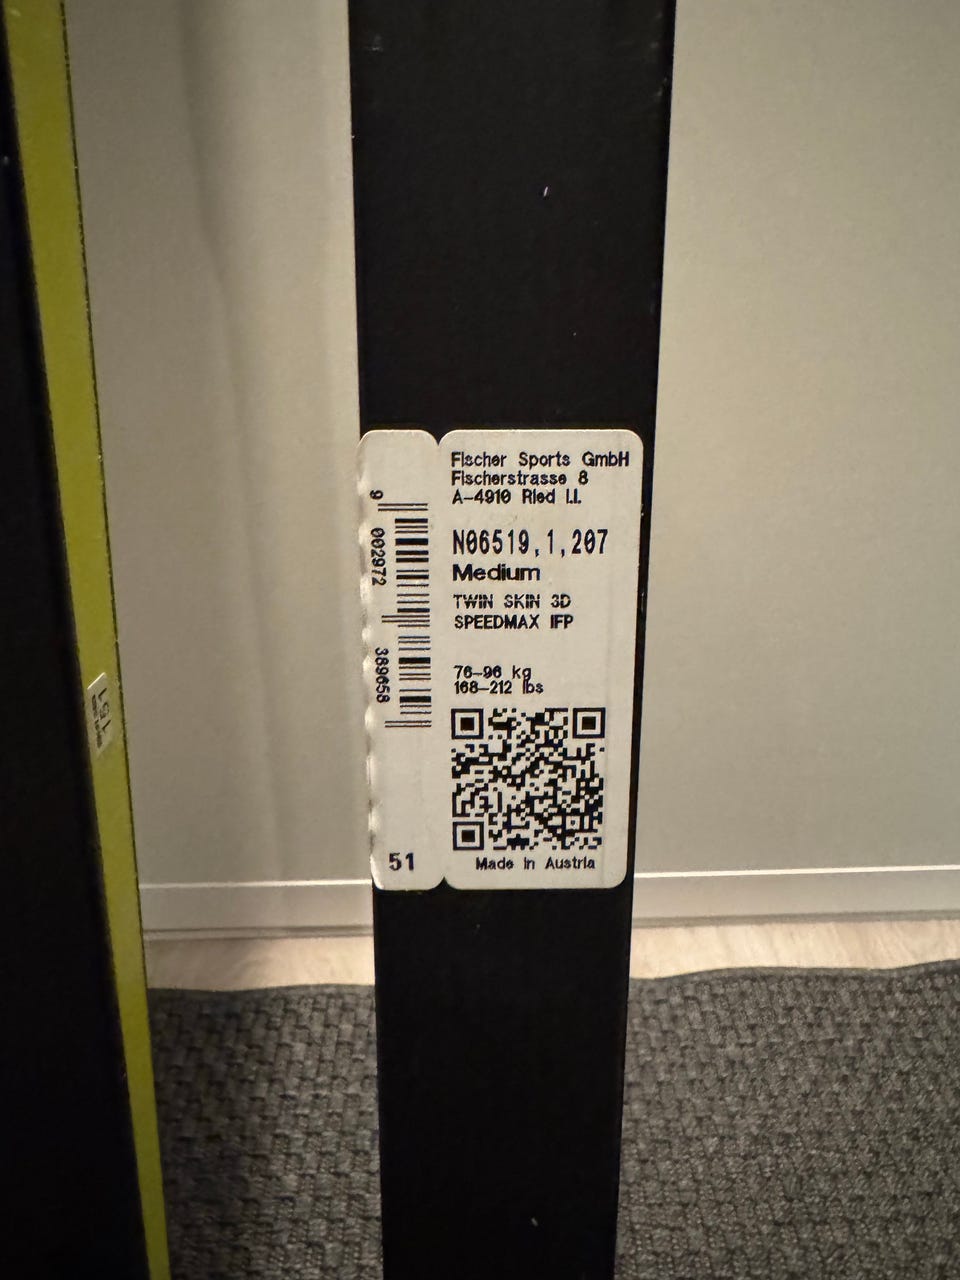 Fischer Sports GmbH
Fischerstrasse 8
A-4910 Ried i.I.
N06519,1,207
Medium
TWIN SKIN 3D
SPEEDMAX IFP
76-96 kg
168-212 lbs
Made in Austria
9 002972 369658
51